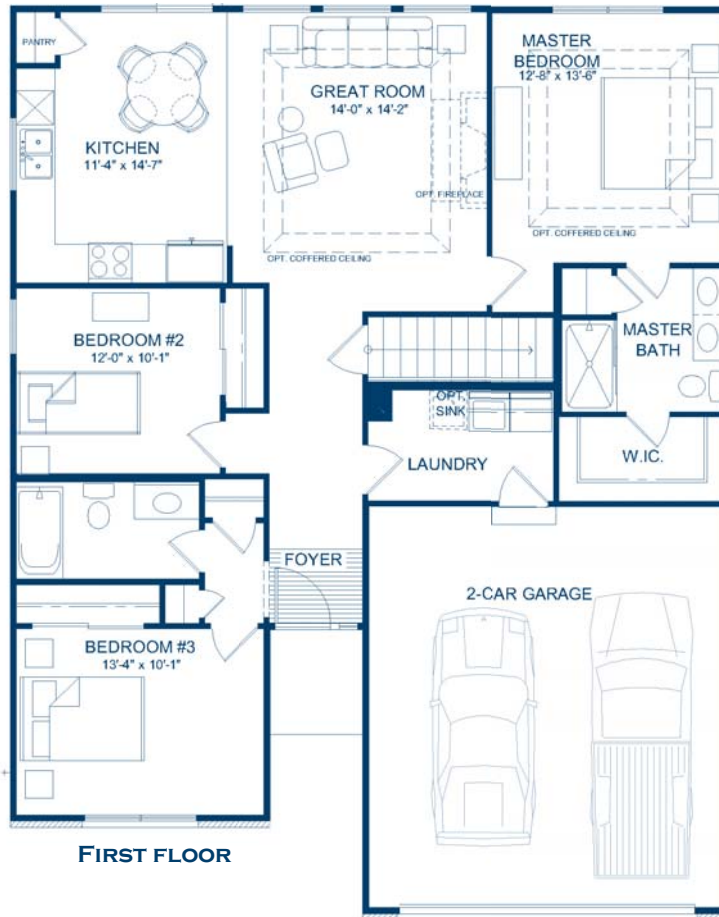 PANTRY
KITCHEN
11'-4" x 14'-7"
GREAT ROOM
14'-0" x 14'-2"
OPT. FIREPLACE
OPT. COFFERED CEILING
MASTER
BEDROOM
12'-8" x 13'-6"
OPT. COFFERED CEILING
BEDROOM #2
12'-0" x 10'-1"
MASTER
BATH
OPT.
SINK
LAUNDRY
W.IC.
FOYER
2-CAR GARAGE
BEDROOM #3
13'-4" x 10'-1"
FIRST FLOOR